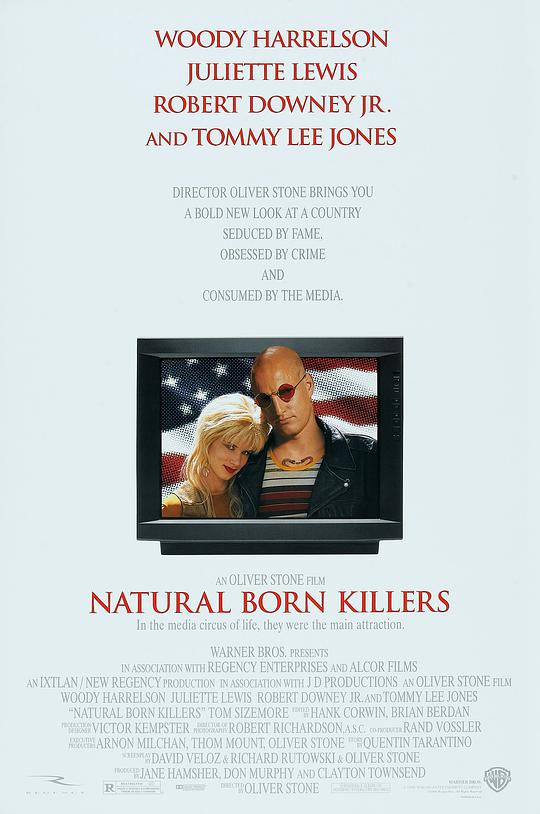 WOODY HARRELSON
JULIETTE LEWIS
ROBERT DOWNEY JR.
AND TOMMY LEE JONES
DIRECTOR OLIVER STONE BRINGS YOU
A BOLD NEW LOOK AT A COUNTRY
SEDUCED BY FAME,
OBSESSED BY CRIME
AND
CONSUMED BY THE MEDIA.
AN OLIVER STONE FILM
NATURAL BORN KILLERS
In the media circus of life, they were the main attraction.
WARNER BROS. PRESENTS
IN ASSOCIATION WITH REGENCY ENTERPRISES AND ALCOR FILMS
AN IXTLAN / NEW REGENCY PRODUCTION IN ASSOCIATION WITH J D PRODUCTIONS AN OLIVER STONE FILM
WOODY HARRELSON JULIETTE LEWIS ROBERT DOWNEY JR. AND TOMMY LEE JONES
"NATURAL BORN KILLERS" TOM SIZEMORE EDITED BY HANK CORWIN, BRIAN BERDAN
PRODUCTION DESIGNER VICTOR KEMPSTER DIRECTOR OF PHOTOGRAPHY ROBERT RICHARDSON, A.S.C. CO-PRODUCER RAND VOSSLER
EXECUTIVE PRODUCERS ARNON MILCHAN, THOM MOUNT, OLIVER STONE STORY BY QUENTIN TARANTINO
SCREENPLAY BY DAVID VELOZ & RICHARD RUTOWSKI & OLIVER STONE
PRODUCED BY JANE HAMSHER, DON MURPHY AND CLAYTON TOWNSEND
DIRECTED BY OLIVER STONE
REGENCY
R RESTRICTED
WARNER BROS.